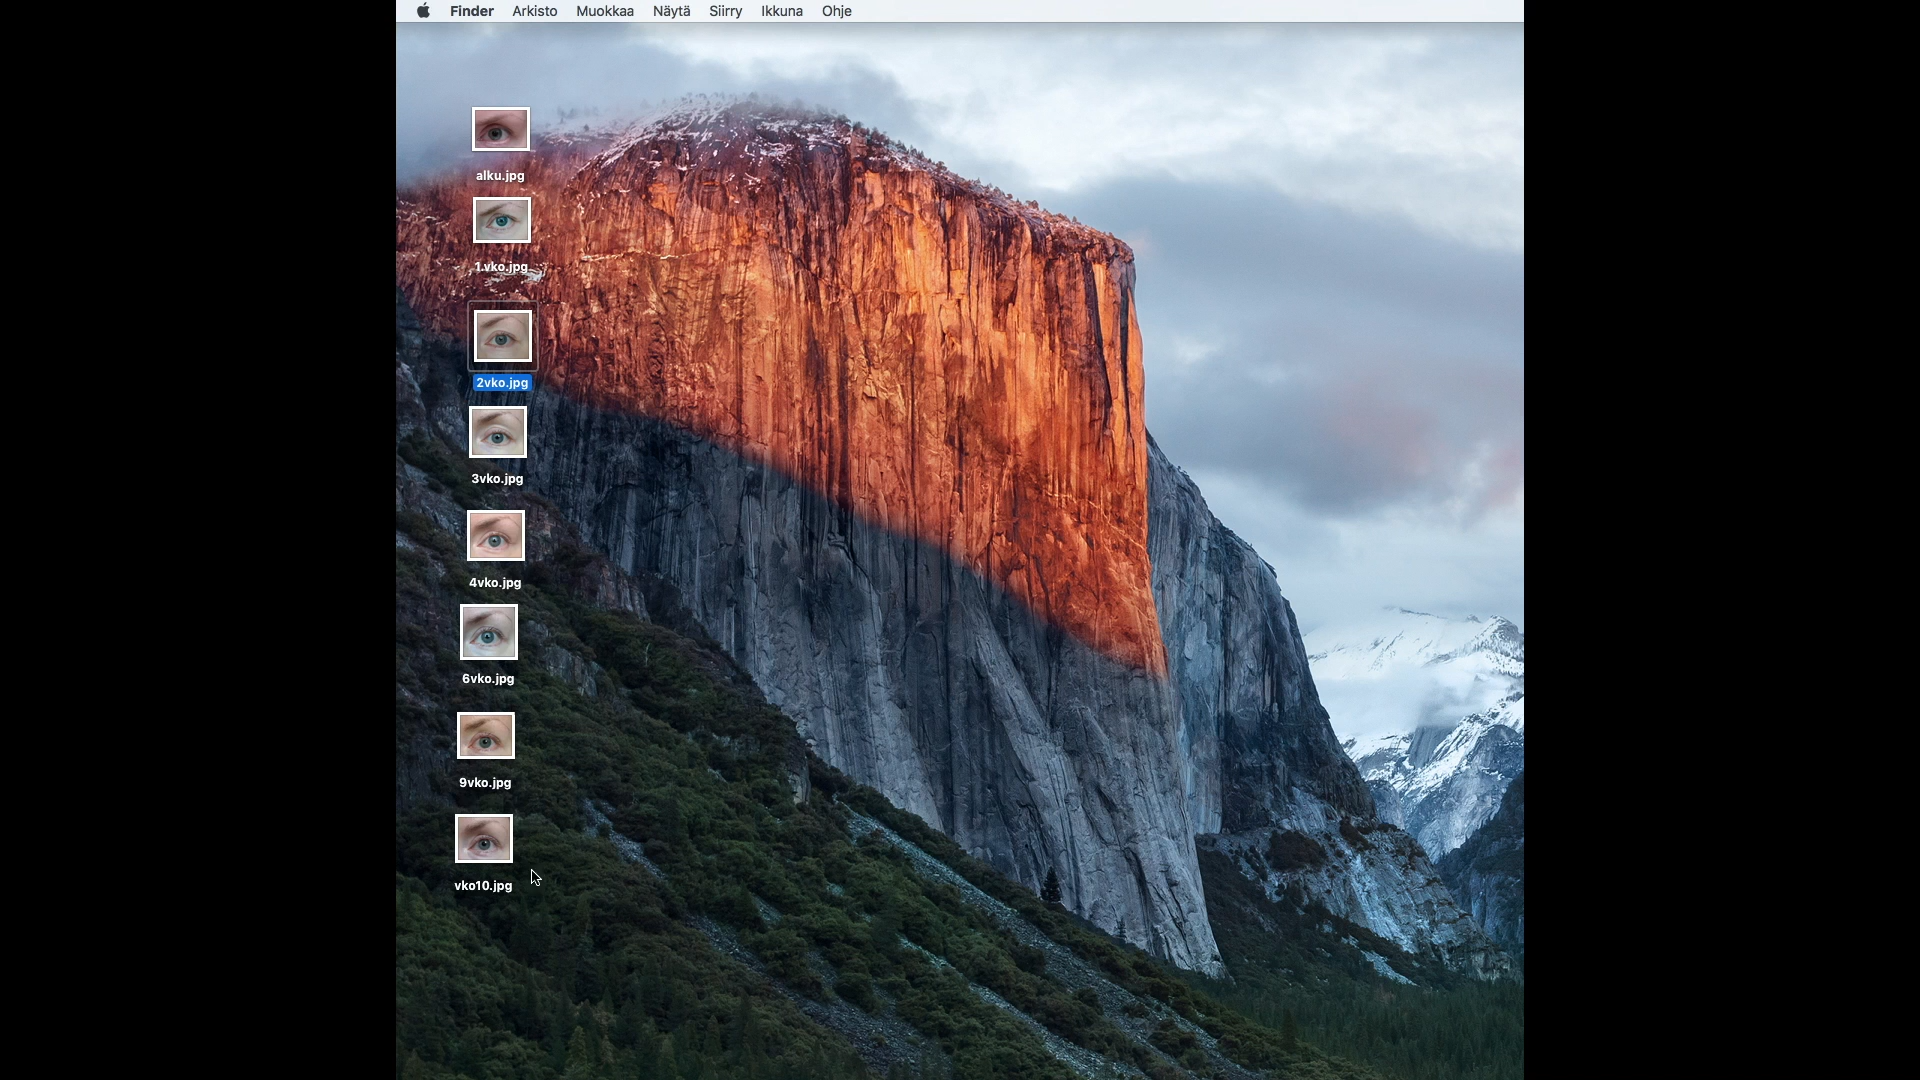 Finder Arkisto Muokkaa Näytä Siirry Ikkuna Ohje
alku.jpg
1.vko.jpg
2vko.jpg
3vko.jpg
4vko.jpg
6vko.jpg
9vko.jpg
vko10.jpg